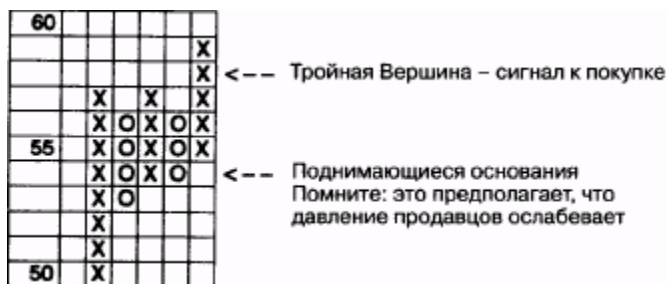 60
X
X <-- Тройная Вершина – сигнал к покупке
X X X
X O X O X
55 X O X O X
X O X O <-- Поднимающиеся основания
X O Помните: это предполагает, что
X давление продавцов ослабевает
X
50 X